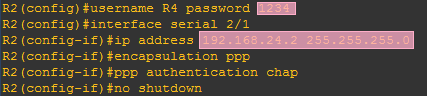 R2(config)#username R4 password 1234
R2(config)#interface serial 2/1
R2(config-if)#ip address 192.168.24.2 255.255.255.0
R2(config-if)#encapsulation ppp
R2(config-if)#ppp authentication chap
R2(config-if)#no shutdown